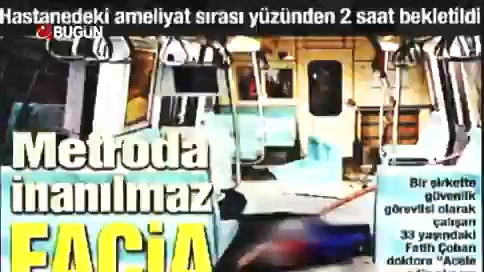 Hastanedeki ameliyat sırası yüzünden 2 saat bekletildi
BUGÜN
Metroda
inanılmaz
FACİA
Bir şirkette
güvenlik
görevlisi olarak
çalışan
33 yaşındaki
Fatih Çoban
doktora "Acele